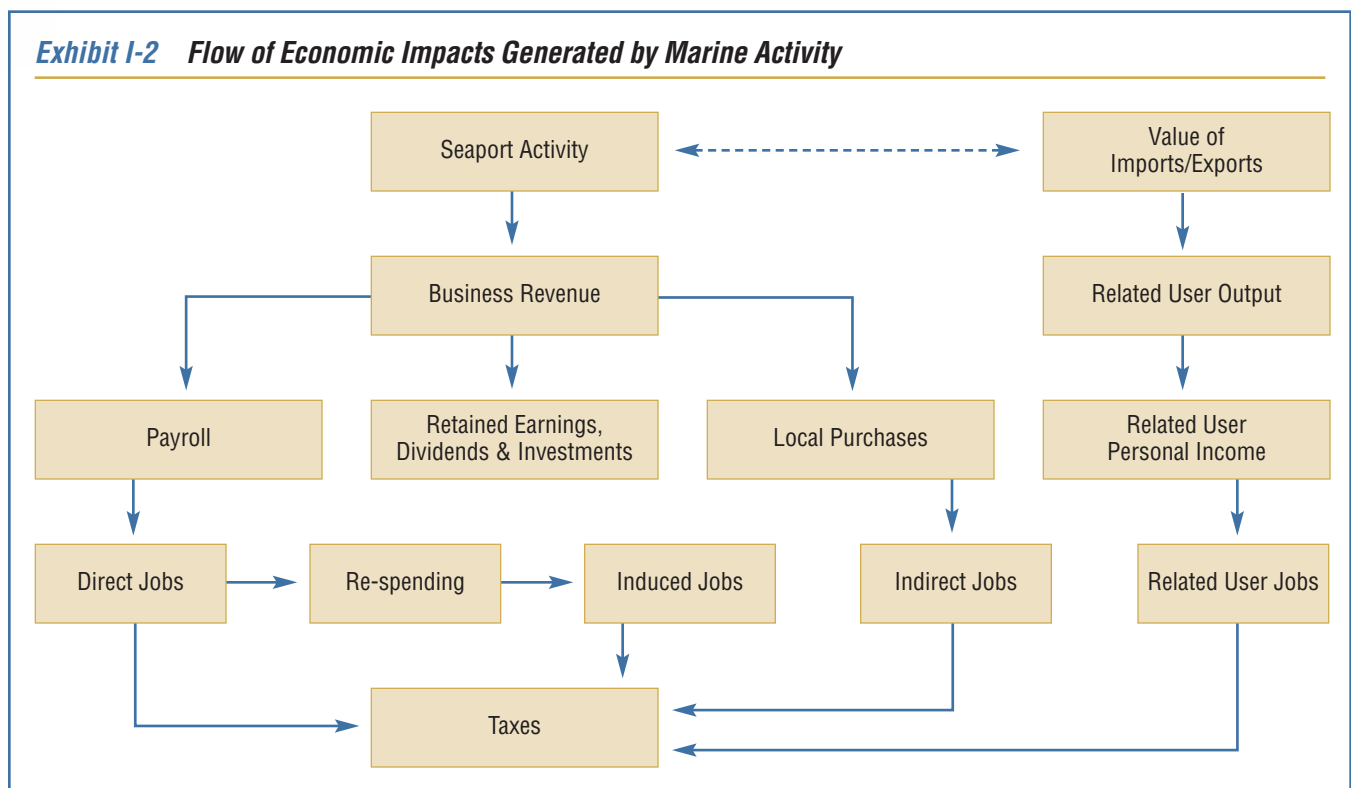 Exhibit I-2 Flow of Economic Impacts Generated by Marine Activity
Seaport Activity
Value of
Imports/Exports
Business Revenue
Related User Output
Payroll
Retained Earnings,
Dividends & Investments
Local Purchases
Related User
Personal Income
Direct Jobs
Re-spending
Induced Jobs
Indirect Jobs
Related User Jobs
Taxes